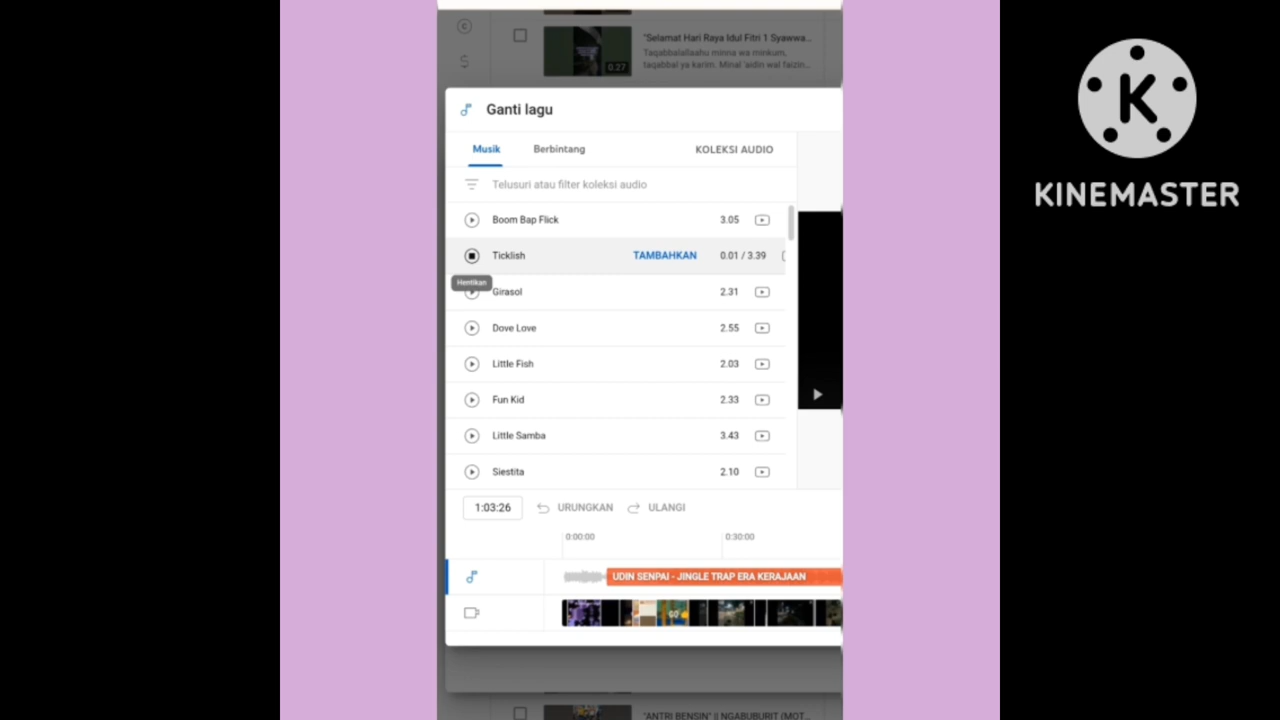 "Selamat Hari Raya Idul Fitri 1 Syawwa...
Taqabbalallaahu minna wa minkum,
taqabbal ya karim. Minal 'aidin wal faizin...
0:27
Ganti lagu
Musik Berbintang KOLEKSI AUDIO
Telusuri atau filter koleksi audio
Boom Bap Flick 3.05
Ticklish TAMBAHKAN 0.01 / 3.39
Hentikan
Girasol 2.31
Dove Love 2.55
Little Fish 2.03
Fun Kid 2.33
Little Samba 3.43
Siestita 2.10
1:03:26 URUNGKAN ULANGI
0:00:00 0:30:00
UDIN SENPAI - JINGLE TRAP ERA KERAJAAN
"ANTRI BENSIN" || NGABUBURIT (MOT...
K
KINEMASTER